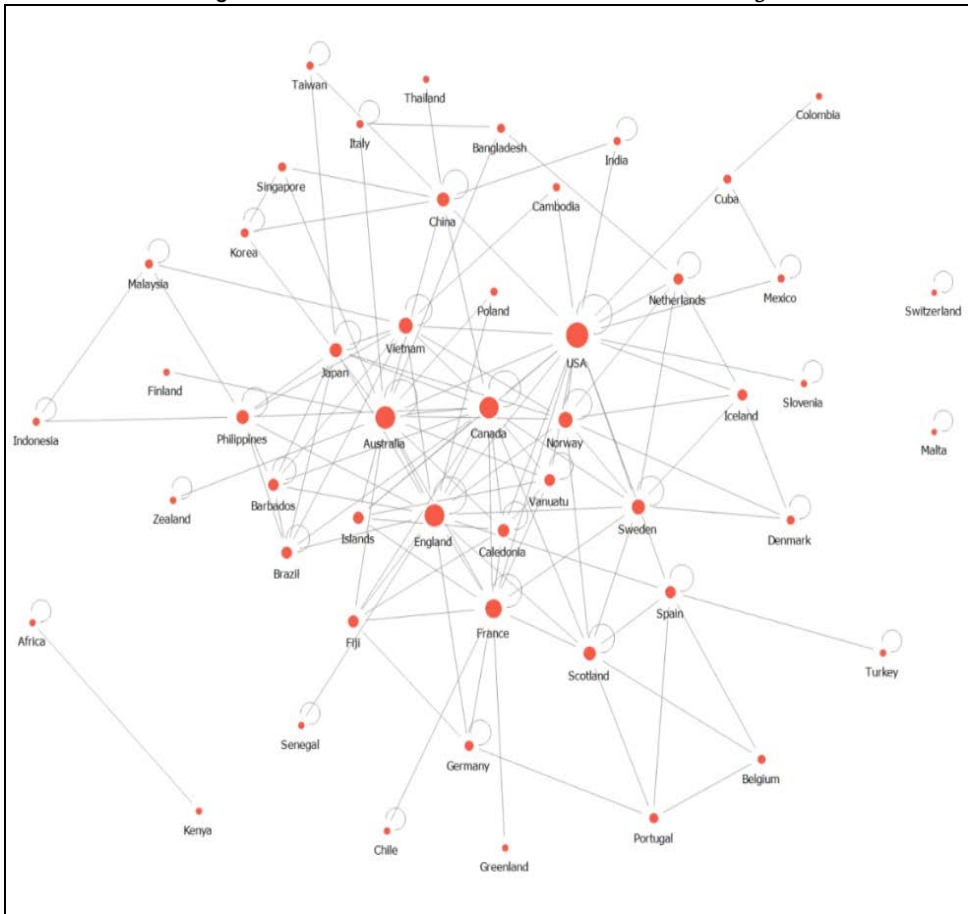 Taiwan
Thailand
Colombia
Italy
Bangladesh
India
Singapore
Cambodia
Cuba
China
Korea
Malaysia
Poland
Netherlands
Mexico
Switzerland
Vietnam
USA
Japan
Finland
Slovenia
Iceland
Indonesia
Philippines
Australia
Canada
Norway
Malta
Zealand
Barbados
Vanuatu
Islands
England
Caledonia
Sweden
Denmark
Brazil
Africa
Fiji
France
Spain
Scotland
Turkey
Senegal
Germany
Belgium
Kenya
Chile
Greenland
Portugal